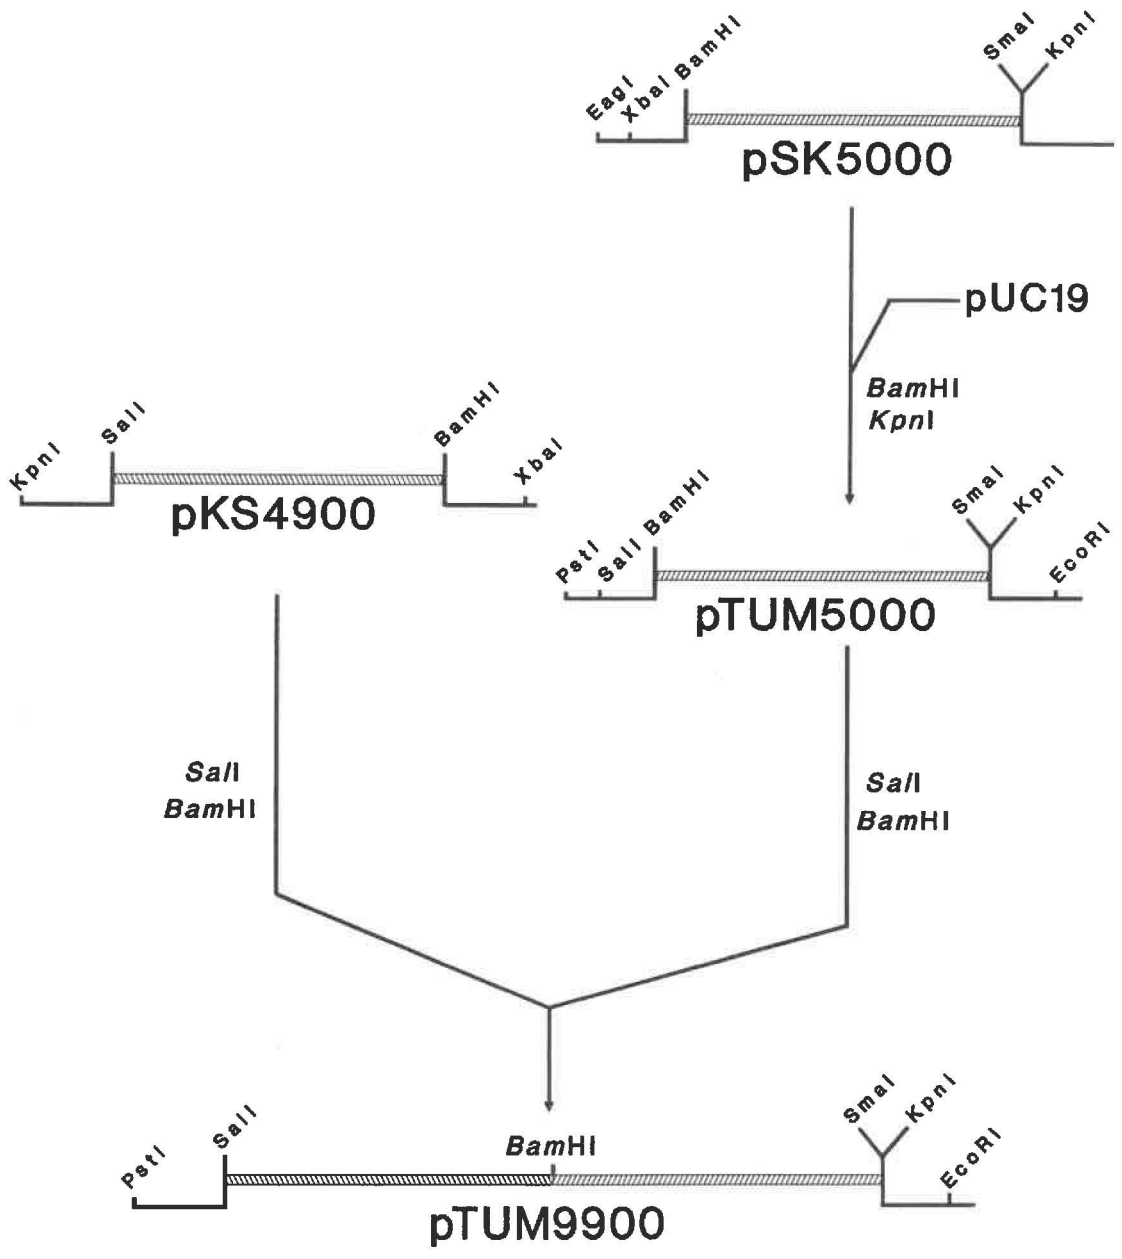 EagI
XbaI
BamHI
SmaI
KpnI
pSK5000
pUC19
BamHI
KpnI
KpnI
SalI
BamHI
XbaI
pKS4900
PstI
SalI
BamHI
SmaI
KpnI
EcoRI
pTUM5000
SalI
BamHI
SalI
BamHI
PstI
SalI
BamHI
SmaI
KpnI
EcoRI
pTUM9900